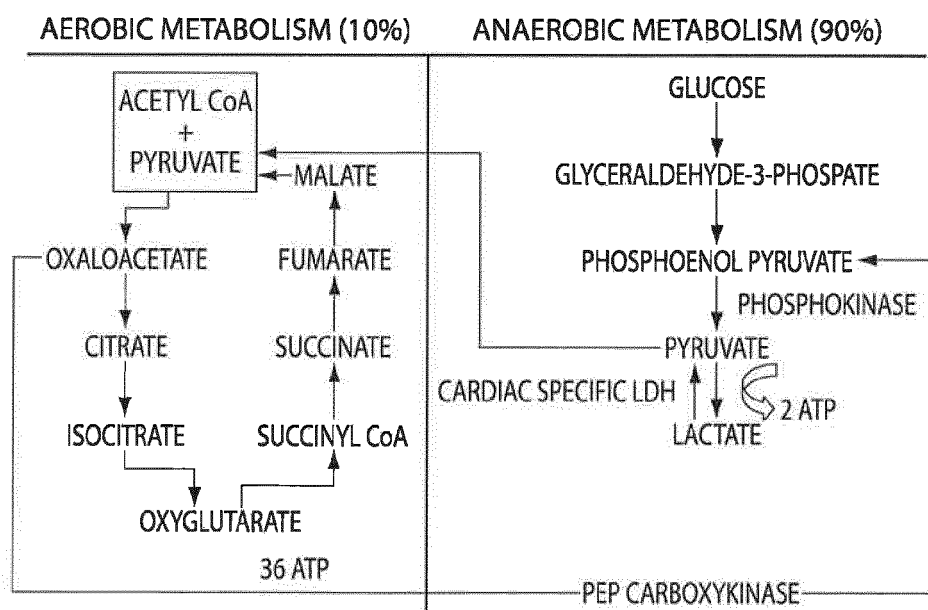 AEROBIC METABOLISM (10%)
ACETYL CoA
+
PYRUVATE
MALATE
OXALOACETATE
FUMARATE
CITRATE
SUCCINATE
ISOCITRATE
SUCCINYL CoA
OXYGLUTARATE
36 ATP
ANAEROBIC METABOLISM (90%)
GLUCOSE
GLYCERALDEHYDE-3-PHOSPATE
PHOSPHOENOL PYRUVATE
PHOSPHOKINASE
PYRUVATE
CARDIAC SPECIFIC LDH
2 ATP
LACTATE
PEP CARBOXYKINASE